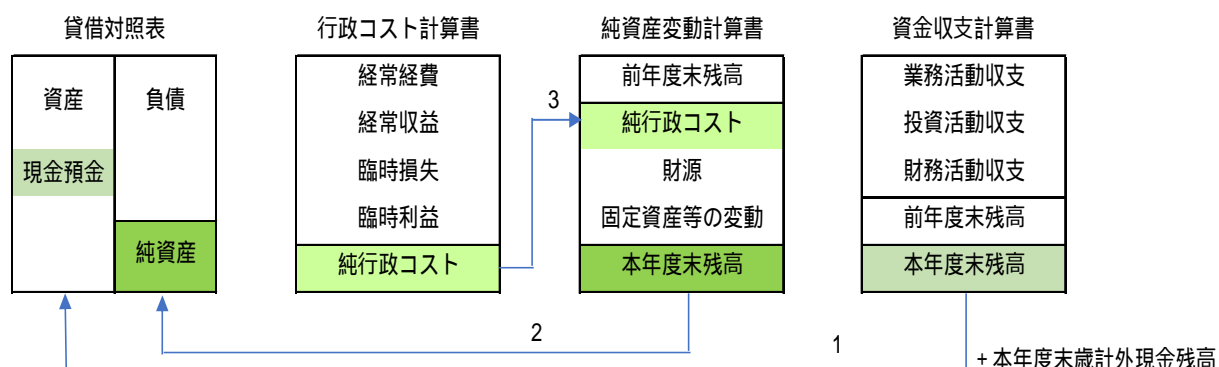 貸借対照表
資産
負債
現金預金
純資産
行政コスト計算書
経常経費
経常収益
臨時損失
臨時利益
純行政コスト
3
純資産変動計算書
前年度末残高
純行政コスト
財源
固定資産等の変動
本年度末残高
資金収支計算書
業務活動収支
投資活動収支
財務活動収支
前年度末残高
本年度末残高
2
1
+ 本年度末歳計外現金残高